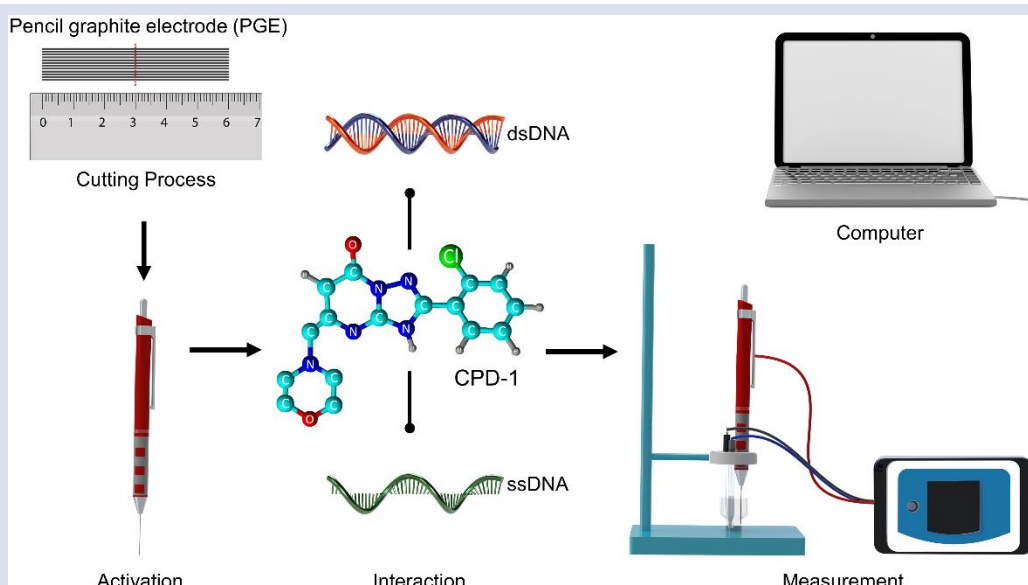 Pencil graphite electrode (PGE)
0 1 2 3 4 5 6 7
Cutting Process
dsDNA
Computer
O
Cl
C
C C N C C
C N C C C
C N C N C C
C H C
N
CPD-1
C C
C C
O
ssDNA
Activation
Interaction
Measurement